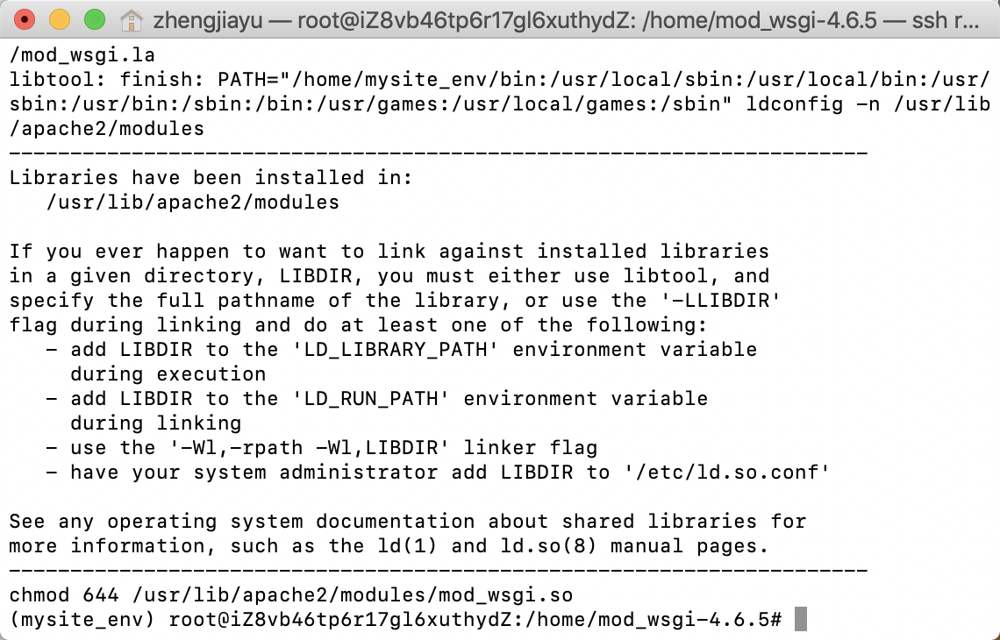 zhengjiayu — root@iZ8vb46tp6r17gl6xuthydZ: /home/mod_wsgi-4.6.5 — ssh r...
/mod_wsgi.la
libtool: finish: PATH="/home/mysite_env/bin:/usr/local/sbin:/usr/local/bin:/usr/
sbin:/usr/bin:/sbin:/bin:/usr/games:/usr/local/games:/sbin" ldconfig -n /usr/lib
/apache2/modules
----------------------------------------------------------------------
Libraries have been installed in:
   /usr/lib/apache2/modules

If you ever happen to want to link against installed libraries
in a given directory, LIBDIR, you must either use libtool, and
specify the full pathname of the library, or use the '-LLIBDIR'
flag during linking and do at least one of the following:
   - add LIBDIR to the 'LD_LIBRARY_PATH' environment variable
     during execution
   - add LIBDIR to the 'LD_RUN_PATH' environment variable
     during linking
   - use the '-Wl,-rpath -Wl,LIBDIR' linker flag
   - have your system administrator add LIBDIR to '/etc/ld.so.conf'

See any operating system documentation about shared libraries for
more information, such as the ld(1) and ld.so(8) manual pages.
----------------------------------------------------------------------
chmod 644 /usr/lib/apache2/modules/mod_wsgi.so
(mysite_env) root@iZ8vb46tp6r17gl6xuthydZ:/home/mod_wsgi-4.6.5#